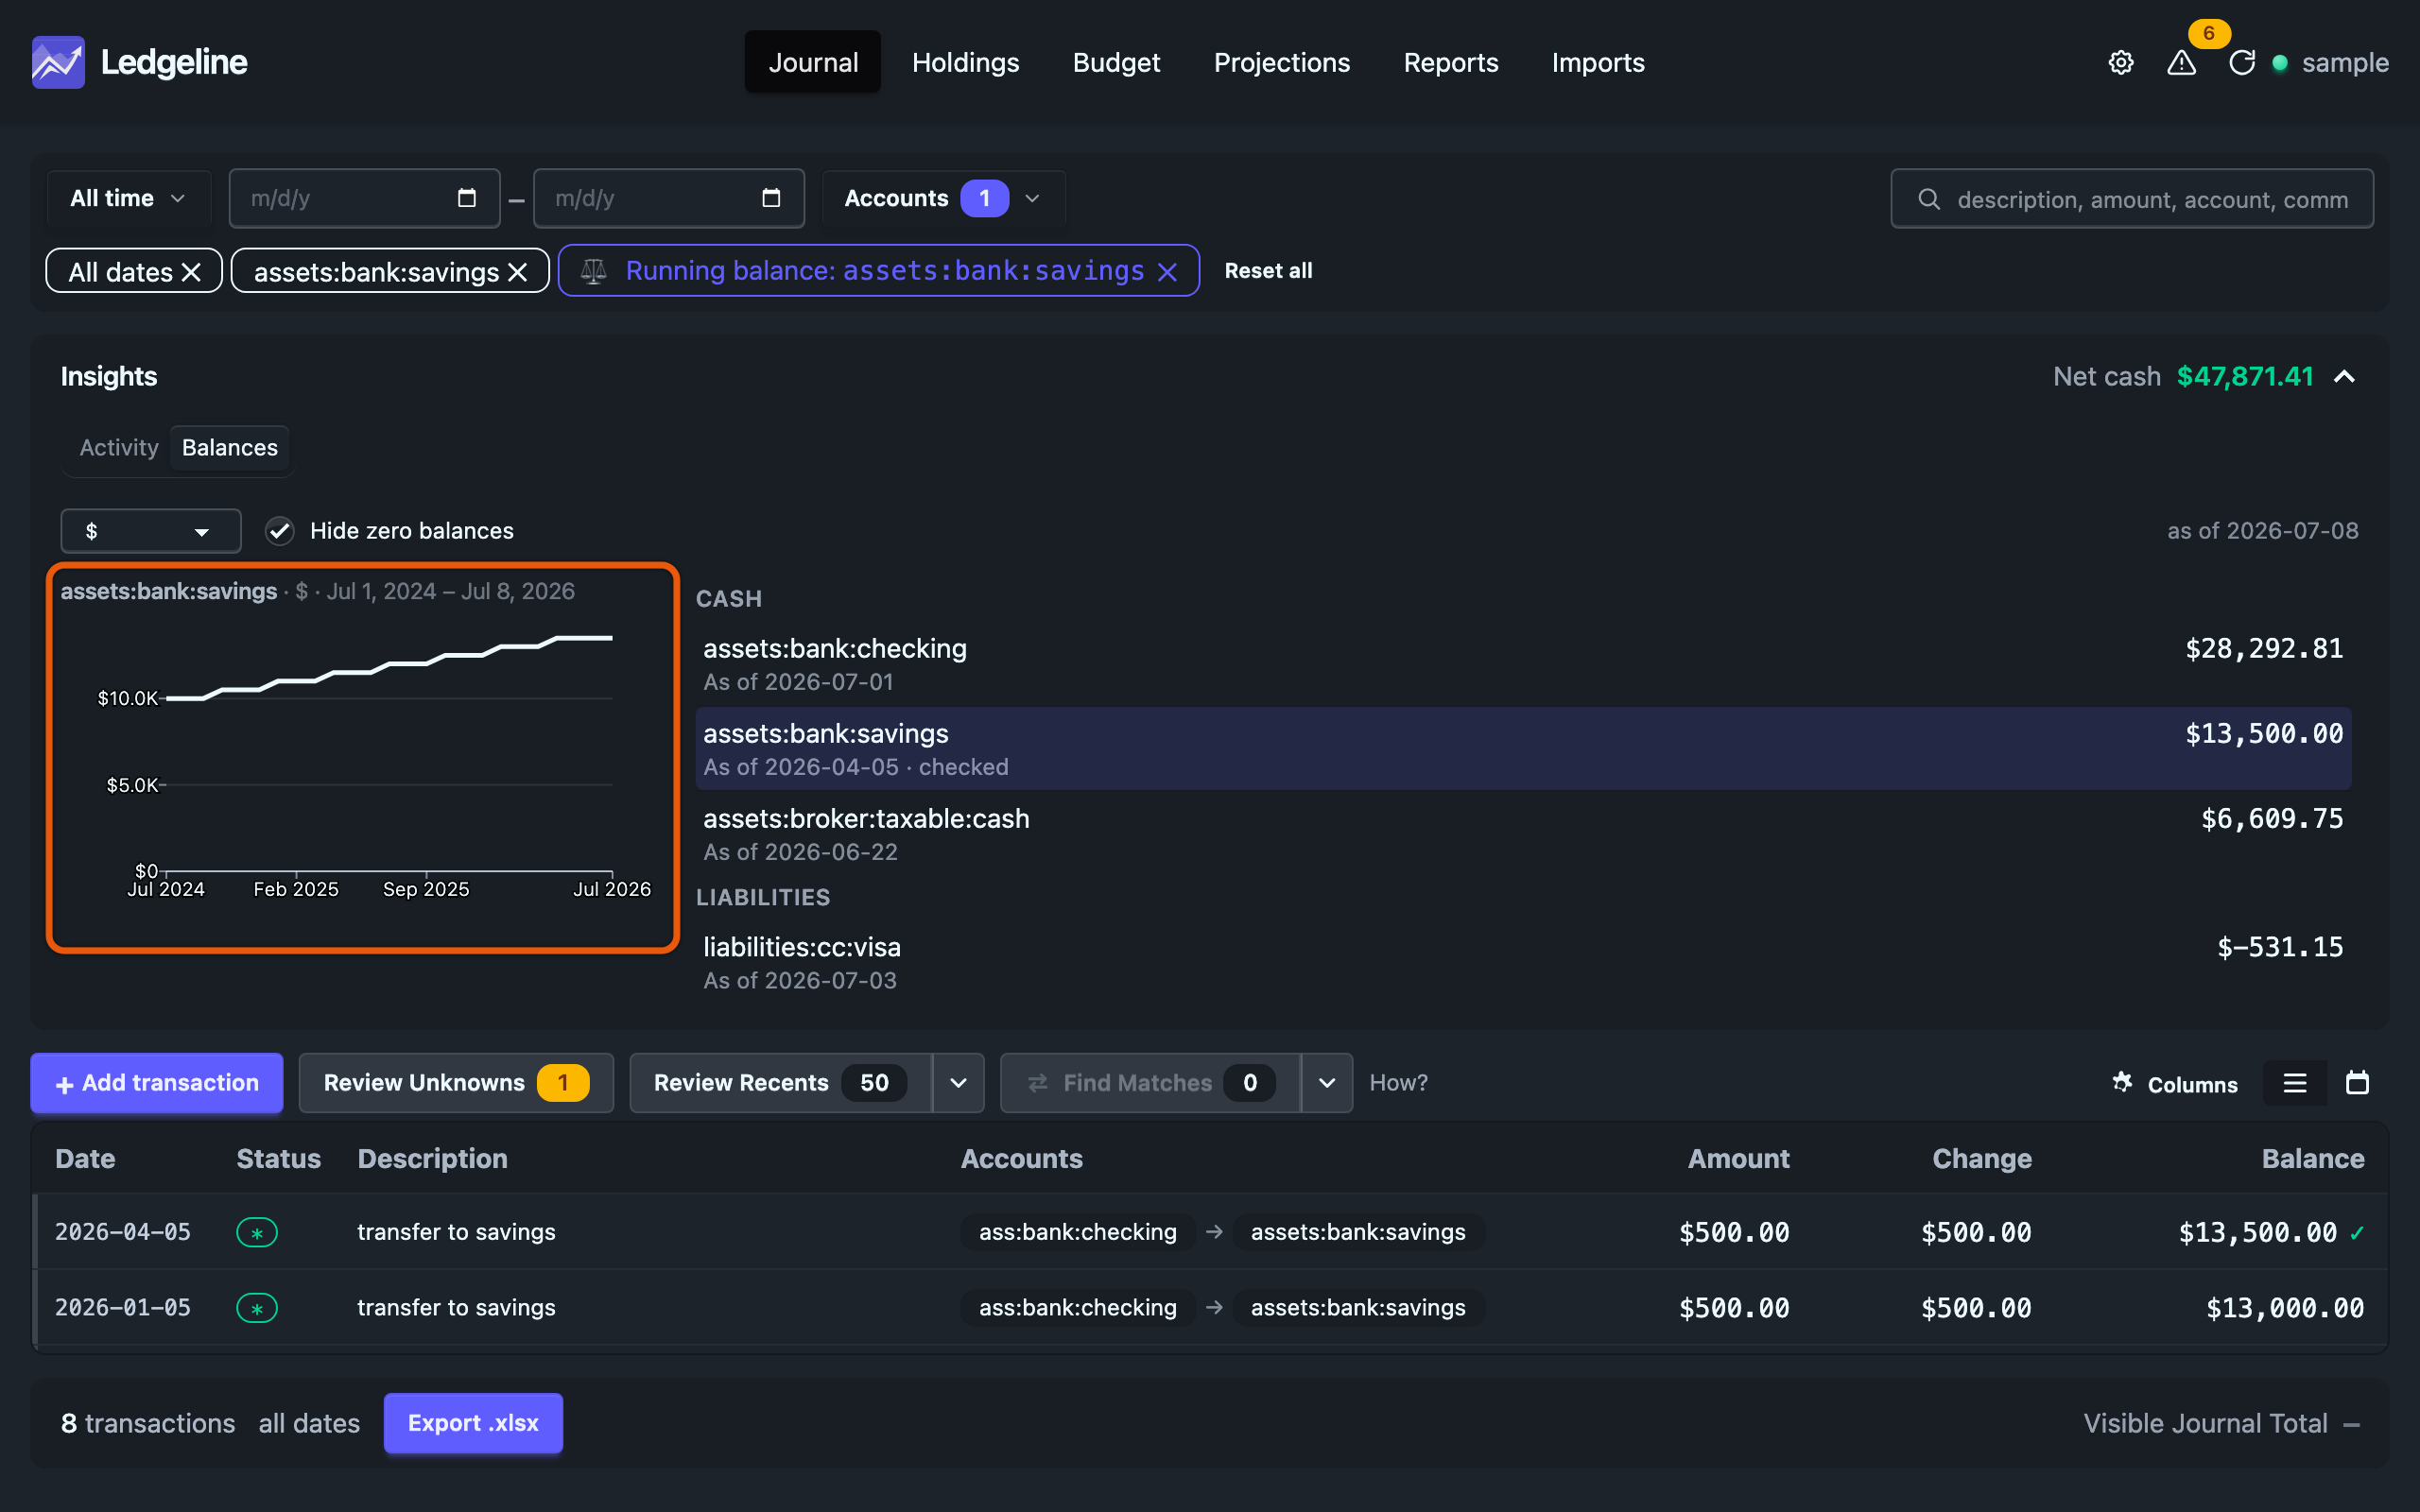 Ledgeline
Journal Holdings Budget Projections Reports Imports
6
sample
All time m/d/y – m/d/y Accounts 1
description, amount, account, comm
All dates assets:bank:savings Running balance: assets:bank:savings Reset all
Insights
Net cash $47,871.41
Activity Balances
$ Hide zero balances
as of 2026-07-08
assets:bank:savings · $ · Jul 1, 2024 – Jul 8, 2026
$10.0K
$5.0K
$0
Jul 2024 Feb 2025 Sep 2025 Jul 2026
CASH
assets:bank:checking $28,292.81
As of 2026-07-01
assets:bank:savings $13,500.00
As of 2026-04-05 · checked
assets:broker:taxable:cash $6,609.75
As of 2026-06-22
LIABILITIES
liabilities:cc:visa $-531.15
As of 2026-07-03
+ Add transaction Review Unknowns 1 Review Recents 50 Find Matches 0 How?
Columns
Date Status Description Accounts Amount Change Balance
2026-04-05 * transfer to savings ass:bank:checking → assets:bank:savings $500.00 $500.00 $13,500.00 ✓
2026-01-05 * transfer to savings ass:bank:checking → assets:bank:savings $500.00 $500.00 $13,000.00
8 transactions all dates Export .xlsx
Visible Journal Total —